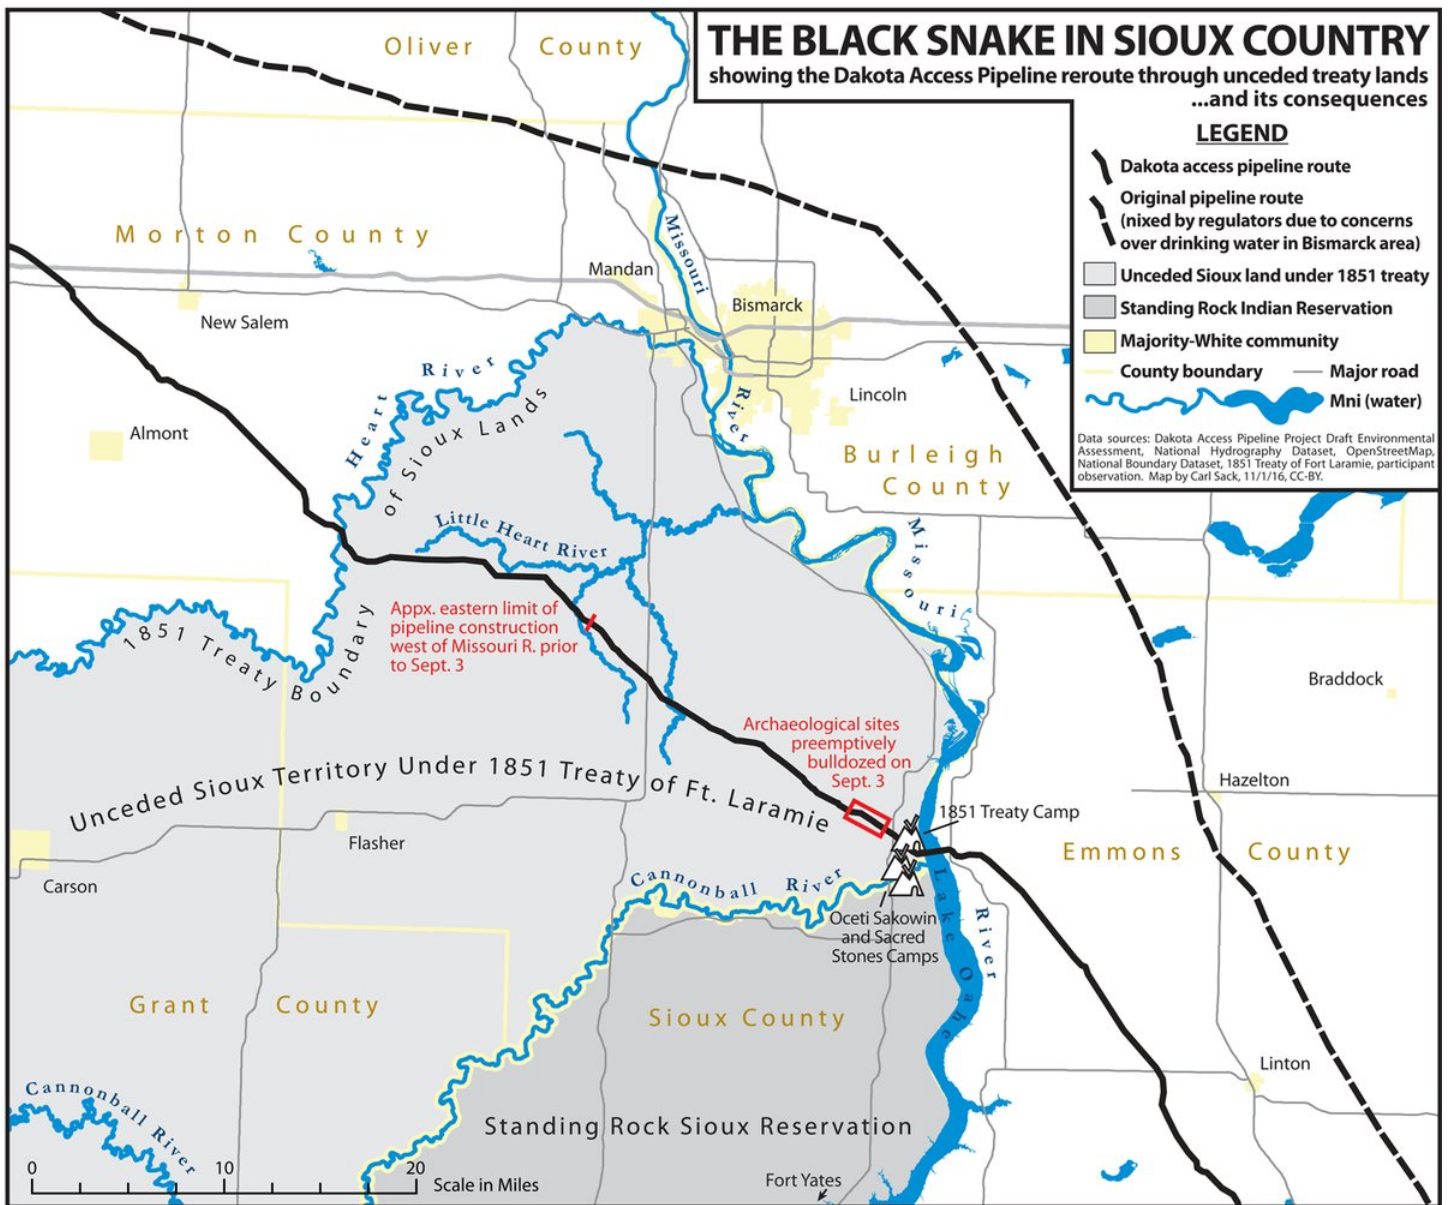 THE BLACK SNAKE IN SIOUX COUNTRY
showing the Dakota Access Pipeline reroute through unceded treaty lands
...and its consequences
LEGEND
Dakota access pipeline route
Original pipeline route
(nixed by regulators due to concerns
over drinking water in Bismarck area)
Unceded Sioux land under 1851 treaty
Standing Rock Indian Reservation
Majority-White community
County boundary
Major road
Mni (water)
Data sources: Dakota Access Pipeline Project Draft Environmental
Assessment, National Hydrography Dataset, OpenStreetMap,
National Boundary Dataset, 1851 Treaty of Fort Laramie, participant
observation. Map by Carl Sack, 11/1/16, CC-BY.
Oliver County
Morton County
Missouri
Mandan
Bismarck
New Salem
Heart River
River
Lincoln
of Sioux Lands
Almont
Burleigh
County
Little Heart River
Missouri
Appx. eastern limit of
pipeline construction
west of Missouri R. prior
to Sept. 3
1851 Treaty Boundary
Braddock
Archaeological sites
preemptively
bulldozed on
Sept. 3
Unceded Sioux Territory Under 1851 Treaty of Ft. Laramie
Hazelton
1851 Treaty Camp
Flasher
Emmons County
Carson
Cannonball River
Lake Oahe
River
Oceti Sakowin
and Sacred
Stones Camps
Grant County
Sioux County
Linton
Cannonball River
Standing Rock Sioux Reservation
0 10 20
Scale in Miles
Fort Yates